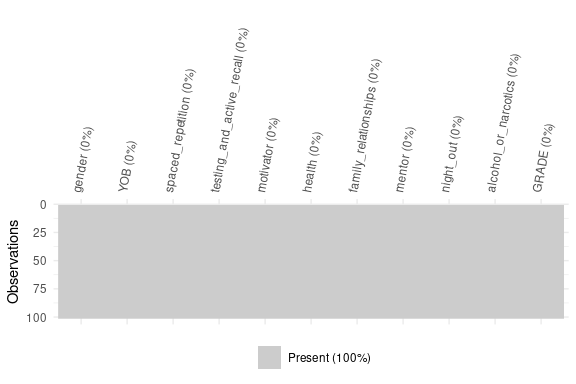 gender (0%)
YOB (0%)
spaced_repetition (0%)
testing_and_active_recall (0%)
motivator (0%)
health (0%)
family_relationships (0%)
mentor (0%)
night_out (0%)
alcohol_or_narcotics (0%)
GRADE (0%)
Observations
0
25
50
75
100
Present (100%)